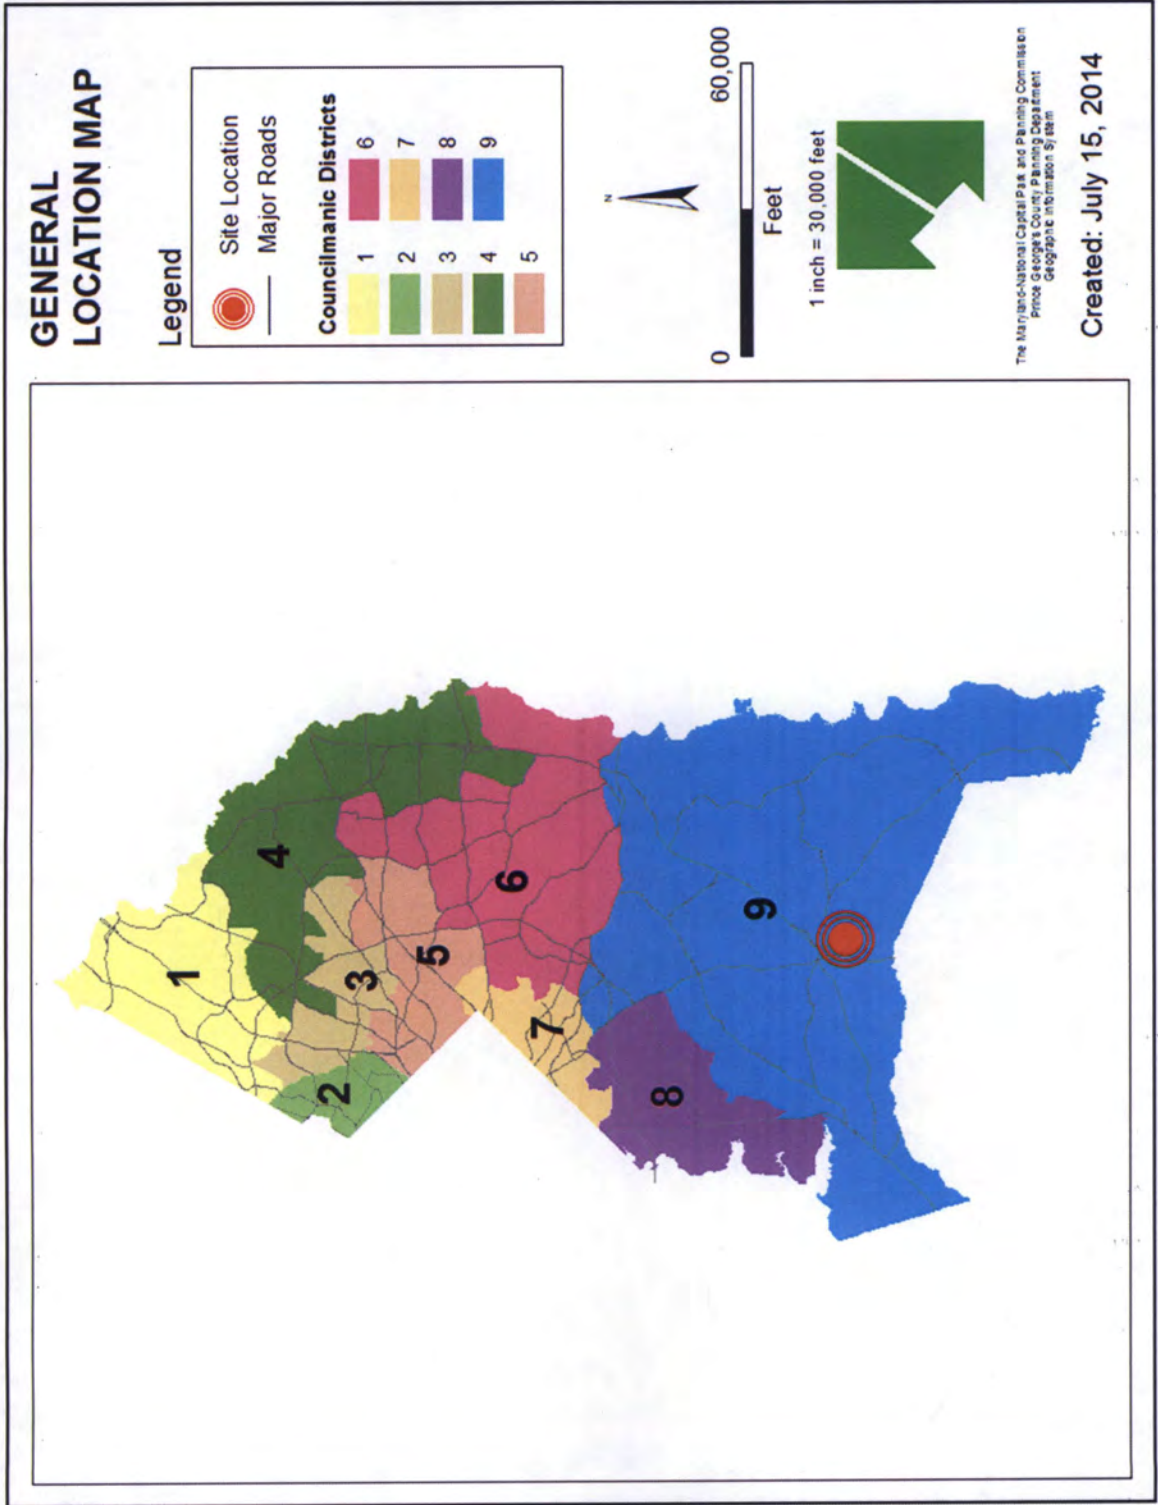 GENERAL
LOCATION MAP
Legend
Site Location
Major Roads
Councilmanic Districts
1
6
2
7
3
8
4
9
5
N
0
60,000
Feet
1 inch = 30,000 feet
The Maryland-National Capital Park and Planning Commission
Prince George's County Planning Department
Geographic Information System
Created: July 15, 2014
1
2
3
4
5
6
7
8
9